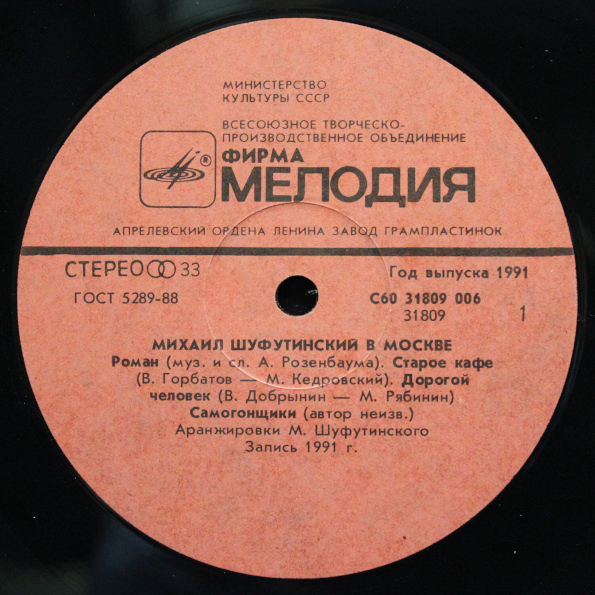 МИНИСТЕРСТВО
КУЛЬТУРЫ СССР
ВСЕСОЮЗНОЕ ТВОРЧЕСКО-
ПРОИЗВОДСТВЕННОЕ ОБЪЕДИНЕНИЕ
®
ФИРМА
МЕЛОДИЯ
АПРЕЛЕВСКИЙ ОРДЕНА ЛЕНИНА ЗАВОД ГРАМПЛАСТИНОК
СТЕРЕО 33
Год выпуска 1991
ГОСТ 5289-88
С60 31809 006
31809
1
МИХАИЛ ШУФУТИНСКИЙ В МОСКВЕ
Роман (муз. и сл. А. Розенбаума). Старое кафе
(В. Горбатов — М. Кедровский). Дорогой
человек (В. Добрынин — М. Рябинин)
Самогонщики (автор неизв.)
Аранжировки М. Шуфутинского
Запись 1991 г.